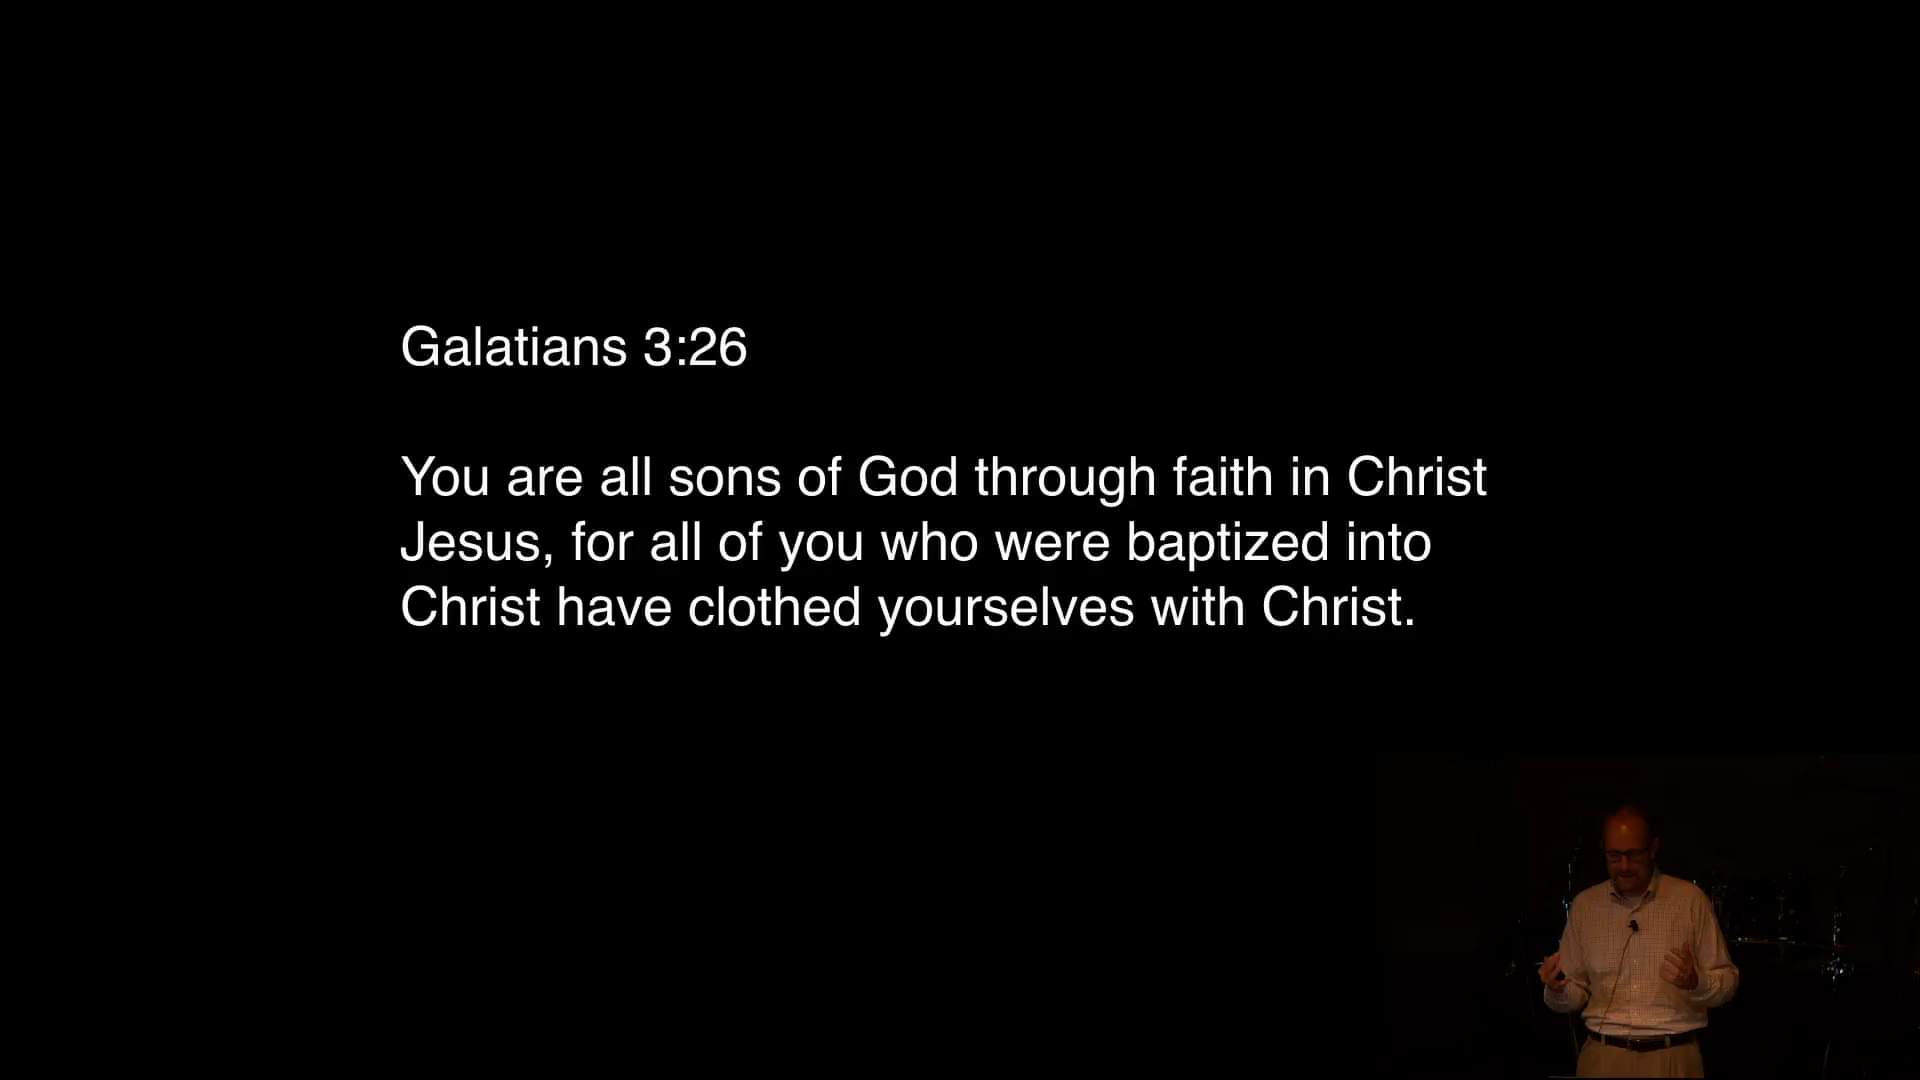 Galatians 3:26
You are all sons of God through faith in Christ
Jesus, for all of you who were baptized into
Christ have clothed yourselves with Christ.